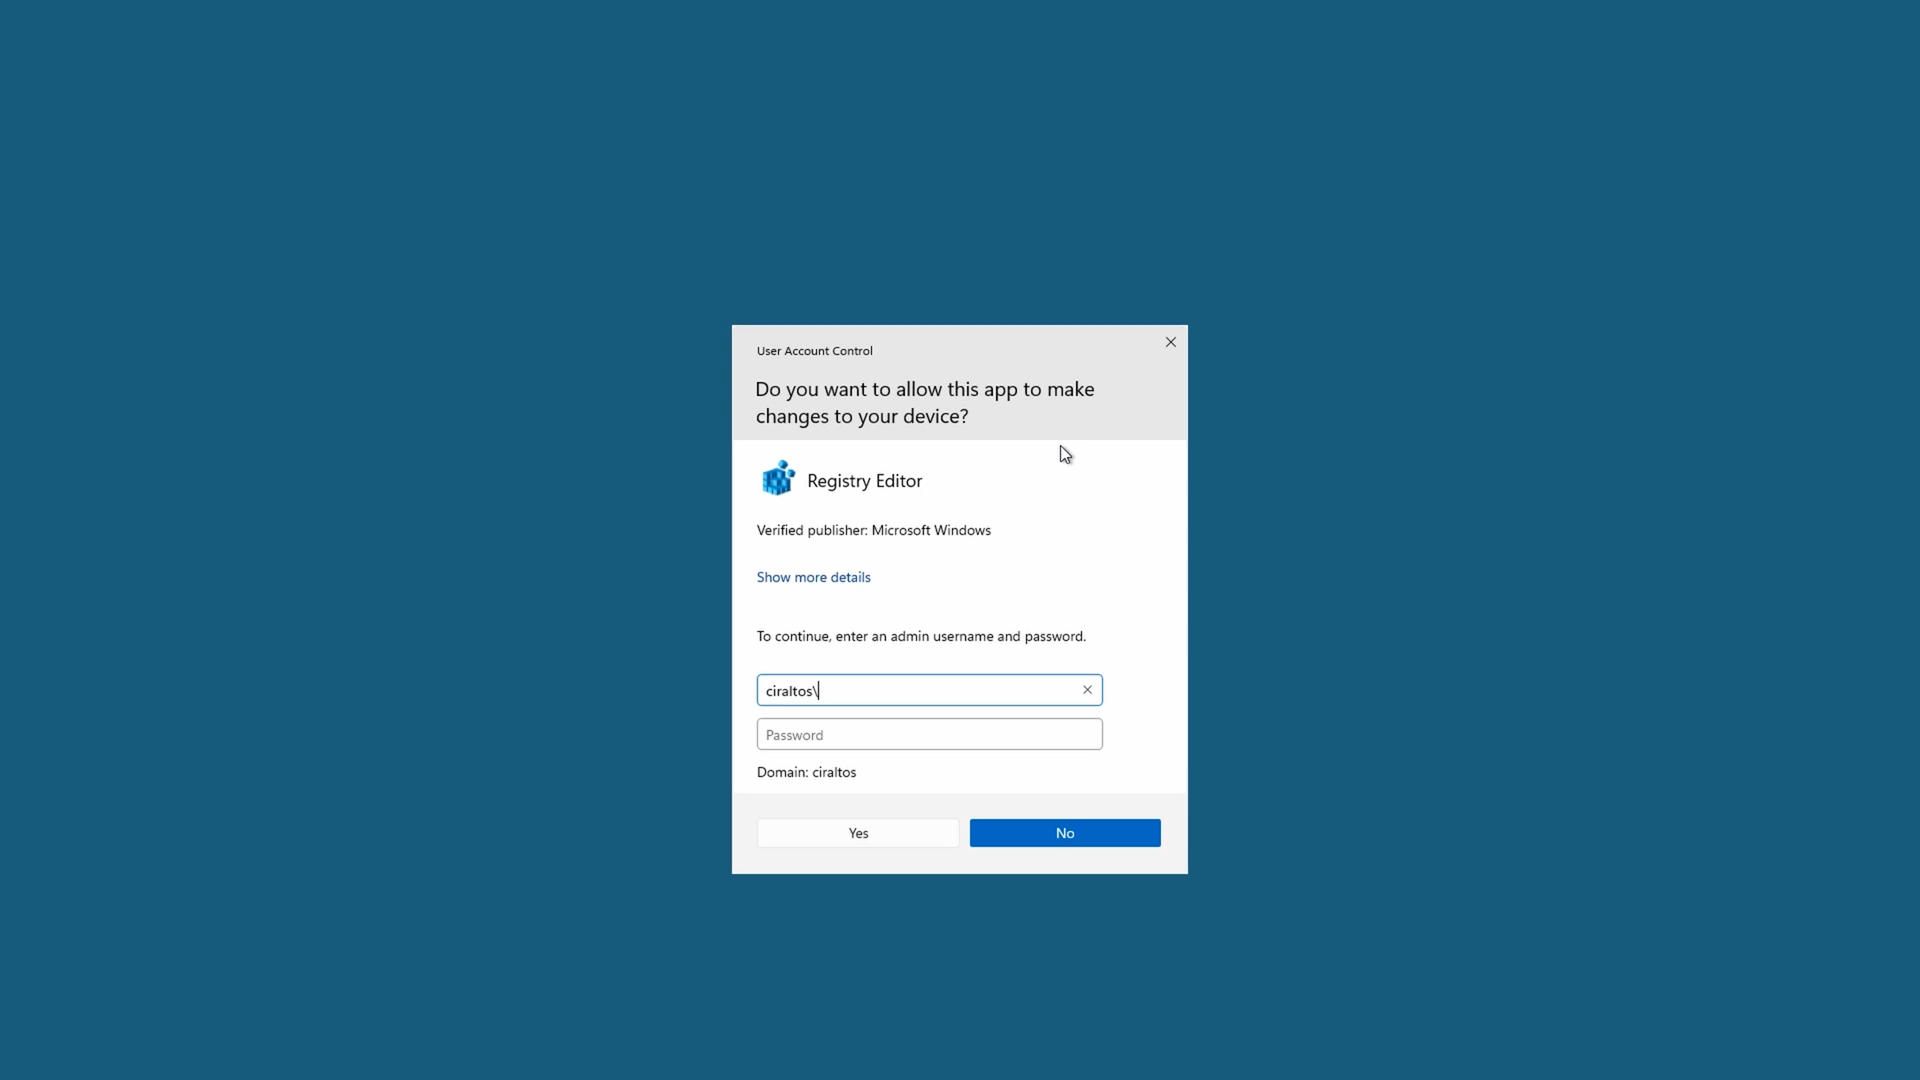 User Account Control
Do you want to allow this app to make
changes to your device?
Registry Editor
Verified publisher: Microsoft Windows
Show more details
To continue, enter an admin username and password.
ciraltos\
Password
Domain: ciraltos
Yes
No